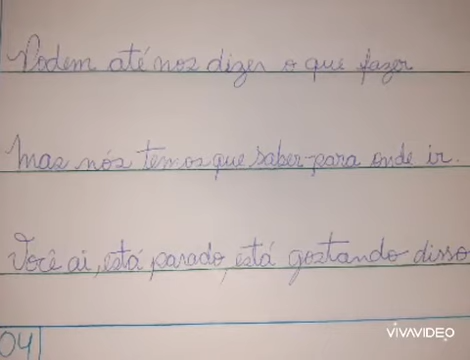 Podem até nos dizer o que fazer
Mas nós temos que saber para onde ir.
Você ai, está parado, está gostando disso
04
VIVAVIDEO